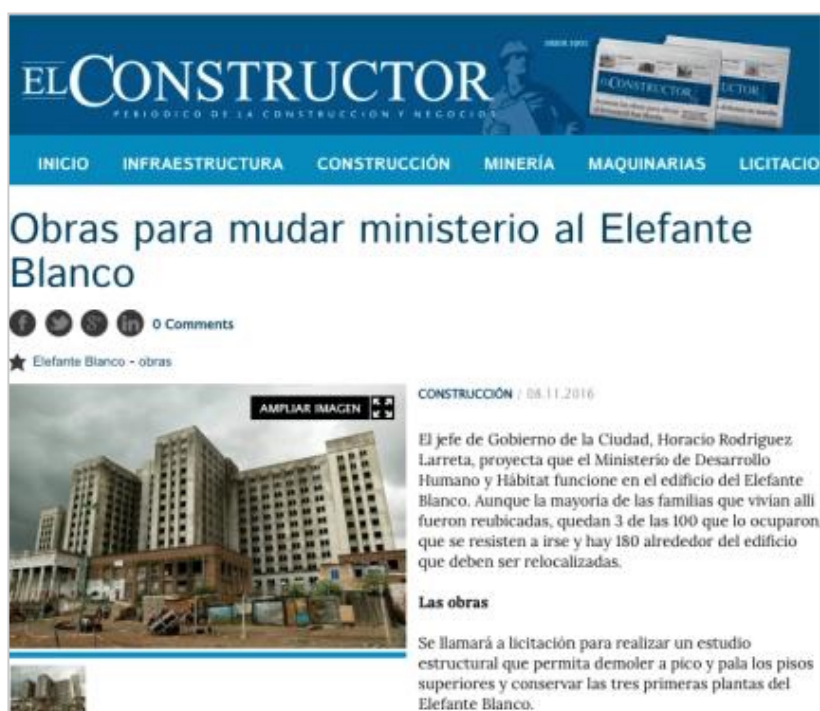 EL CONSTRUCTOR
PERIODICO DE LA CONSTRUCCION Y NEGOCIOS
INICIO INFRAESTRUCTURA CONSTRUCCIÓN MINERÍA MAQUINARIAS LICITACIO
Obras para mudar ministerio al Elefante
Blanco
0 Comments
Elefante Blanco - obras
AMPLIAR IMAGEN
CONSTRUCCIÓN / 08.11.2016
El jefe de Gobierno de la Ciudad, Horacio Rodríguez
Larreta, proyecta que el Ministerio de Desarrollo
Humano y Hábitat funcione en el edificio del Elefante
Blanco. Aunque la mayoría de las familias que vivían allí
fueron reubicadas, quedan 3 de las 100 que lo ocuparon
que se resisten a irse y hay 180 alrededor del edificio
que deben ser relocalizadas.
Las obras
Se llamará a licitación para realizar un estudio
estructural que permita demoler a pico y pala los pisos
superiores y conservar las tres primeras plantas del
Elefante Blanco.